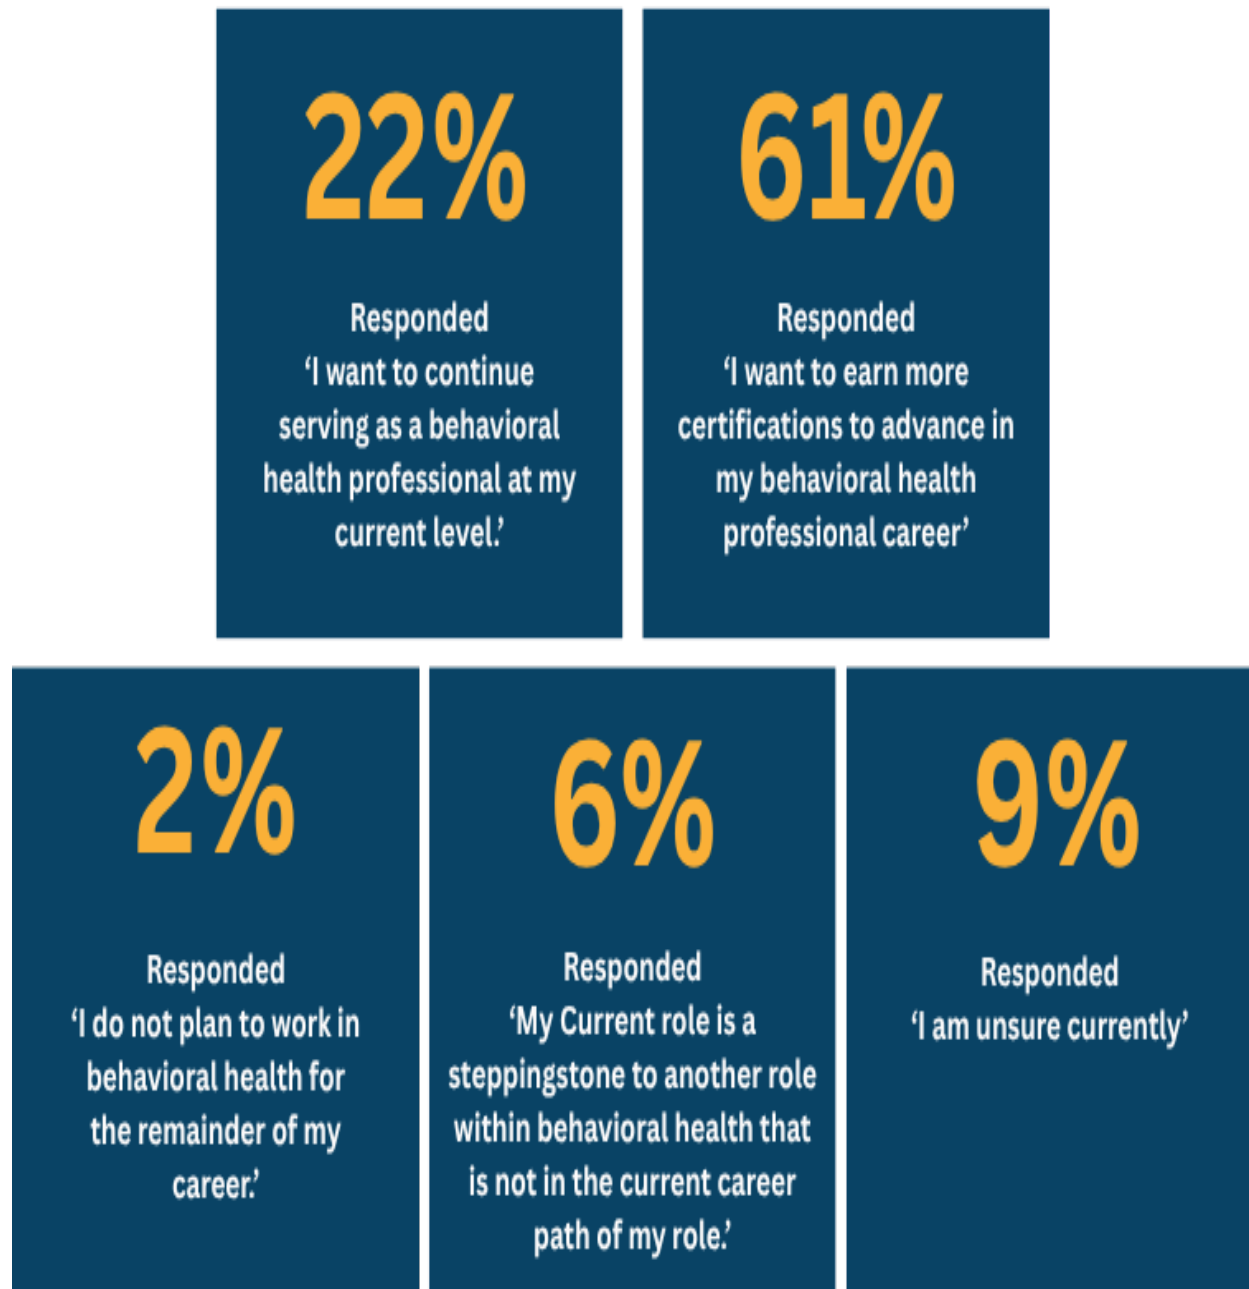 22%
Responded
‘I want to continue
serving as a behavioral
health professional at my
current level.’
61%
Responded
‘I want to earn more
certifications to advance in
my behavioral health
professional career’
2%
Responded
‘I do not plan to work in
behavioral health for
the remainder of my
career.’
6%
Responded
‘My Current role is a
steppingstone to another role
within behavioral health that
is not in the current career
path of my role.’
9%
Responded
‘I am unsure currently’